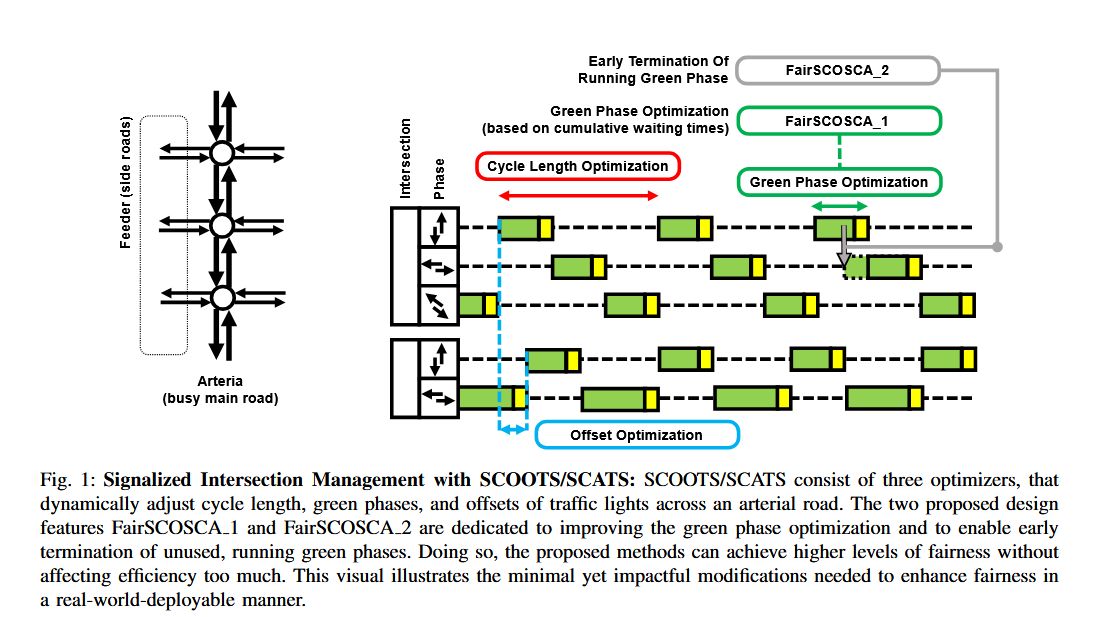 Early Termination Of
Running Green Phase
FairSCOSCA_2
Green Phase Optimization
(based on cumulative waiting times)
FairSCOSCA_1
Cycle Length Optimization
Green Phase Optimization
Intersection
Phase
Feeder (side roads)
Arteria
(busy main road)
Offset Optimization
Fig. 1: Signalized Intersection Management with SCOOTS/SCATS: SCOOTS/SCATS consist of three optimizers, that
dynamically adjust cycle length, green phases, and offsets of traffic lights across an arterial road. The two proposed design
features FairSCOSCA_1 and FairSCOSCA_2 are dedicated to improving the green phase optimization and to enable early
termination of unused, running green phases. Doing so, the proposed methods can achieve higher levels of fairness without
affecting efficiency too much. This visual illustrates the minimal yet impactful modifications needed to enhance fairness in
a real-world-deployable manner.